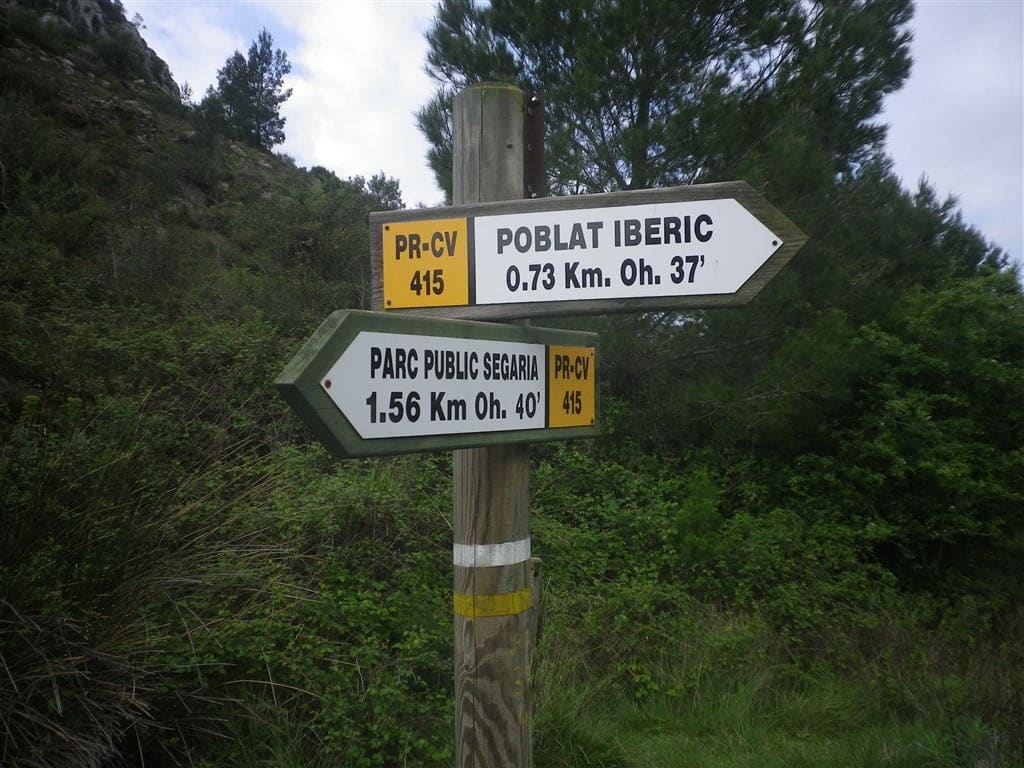 PR-CV
415
POBLAT IBERIC
0.73 Km. Oh. 37'
PARC PUBLIC SEGARIA
1.56 Km Oh. 40'
PR-CV
415